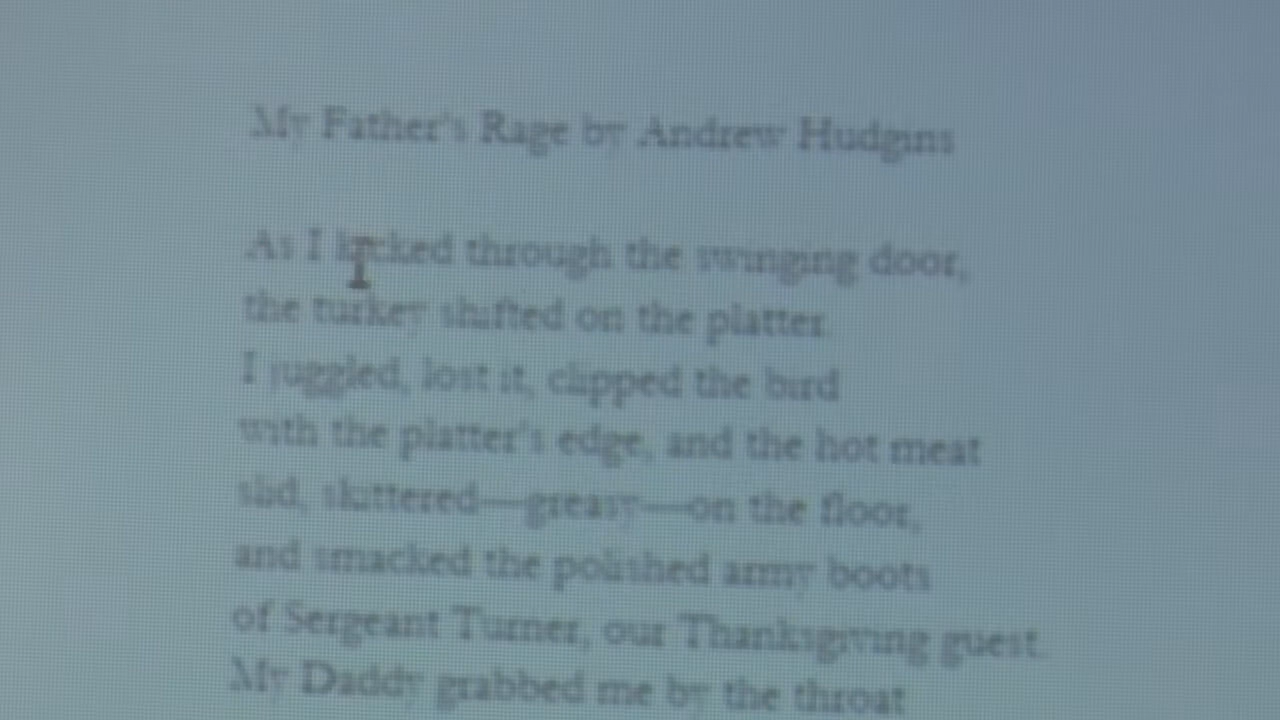 My Father's Rage by Andrew Hudgins
As I kicked through the swinging door,
the turkey shifted on the platter.
I juggled, lost it, clipped the bird
with the platter's edge, and the hot meat
slid, skittered—greasy—on the floor,
and smacked the polished army boots
of Sergeant Turner, our Thanksgiving guest.
My Daddy grabbed me by the throat